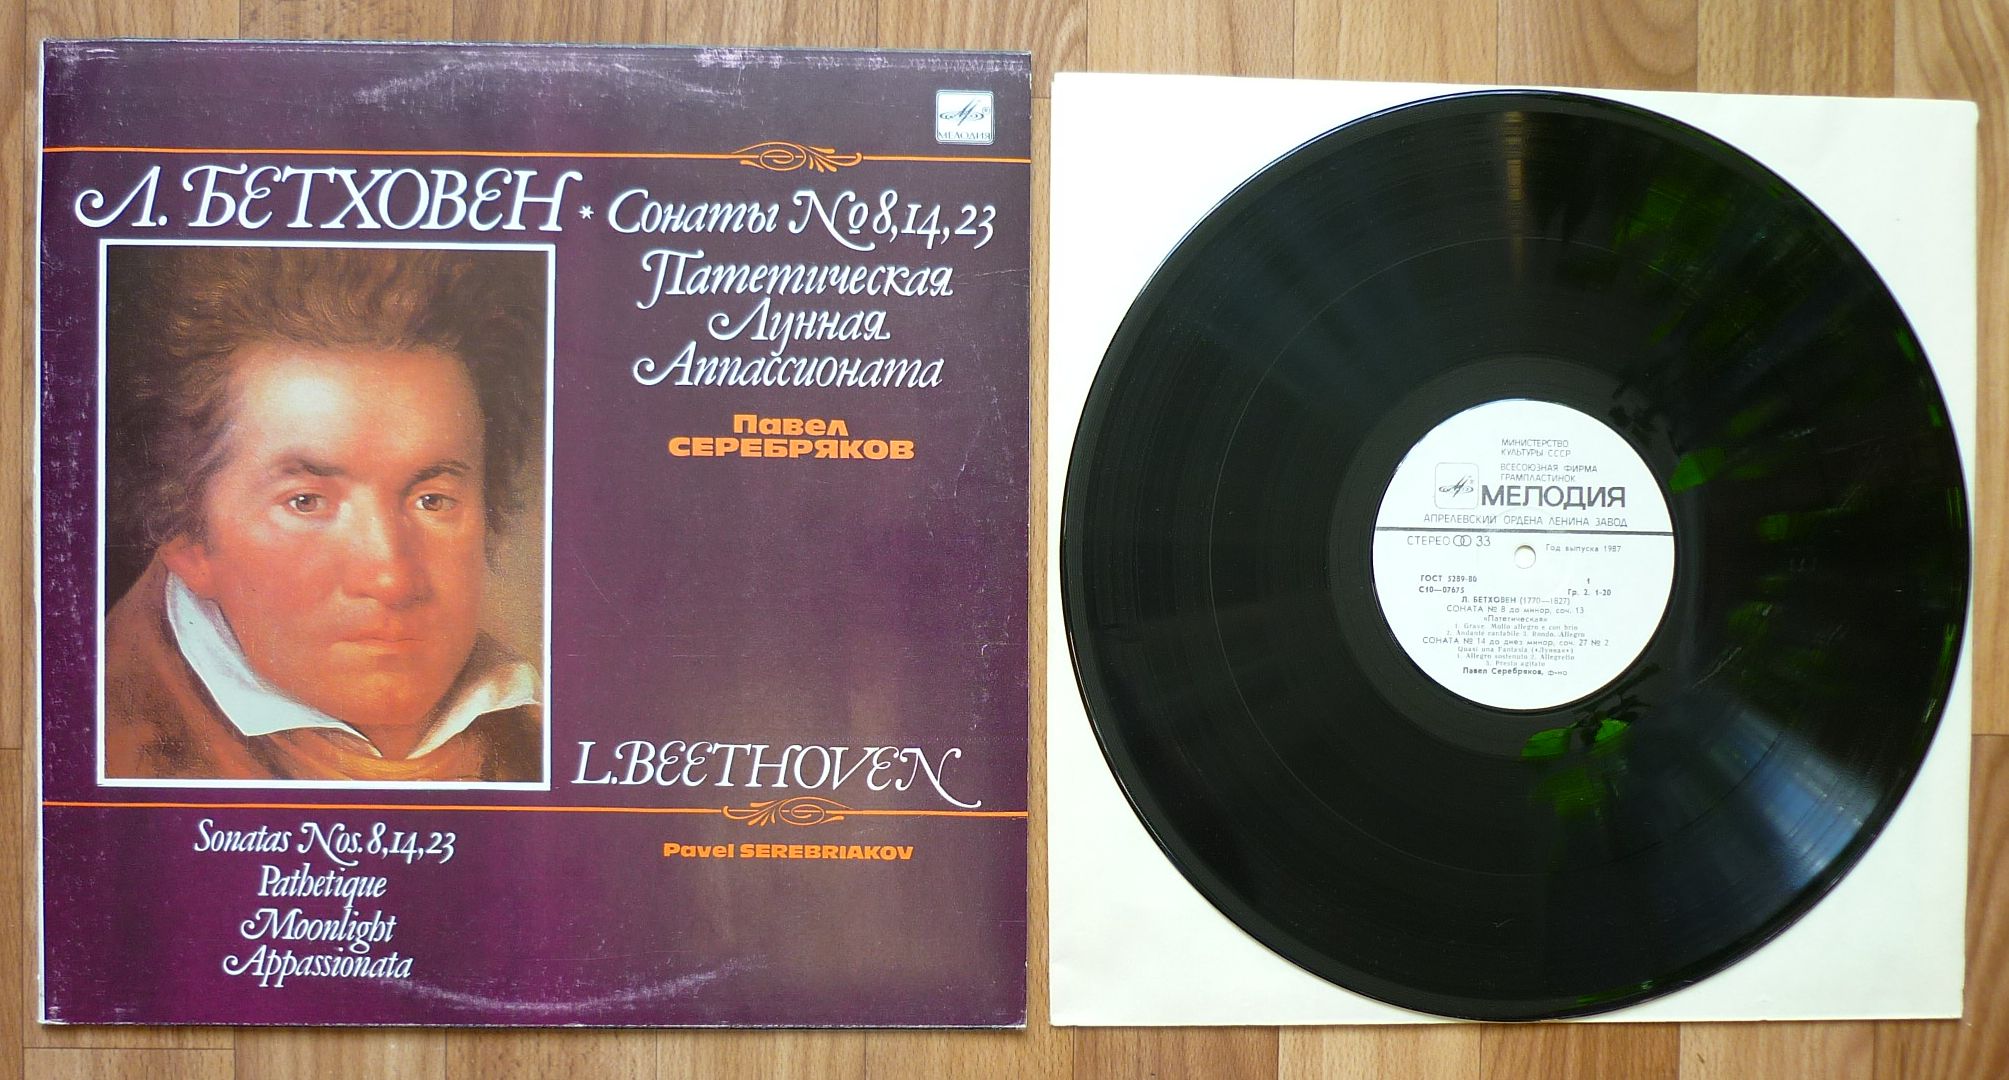 МЕЛОДИЯ
Л. БЕТХОВЕН * Сонаты №8,14,23
Патетическая
Лунная
Аппассионата
Павел
СЕРЕБРЯКОВ
L.BEETHOVEN
Sonatas Nos. 8,14,23
Pathetique
Moonlight
Appassionata
Pavel SEREBRIAKOV
МИНИСТЕРСТВО
КУЛЬТУРЫ СССР
ВСЕСОЮЗНАЯ ФИРМА
ГРАМПЛАСТИНОК
МЕЛОДИЯ
АПРЕЛЕВСКИЙ ОРДЕНА ЛЕНИНА ЗАВОД
СТЕРЕО 33
Год выпуска 1987
ГОСТ 5289-80
1
С10—07675
Гр. 2. 1-20
Л. БЕТХОВЕН (1770—1827)
СОНАТА № 8 до минор, соч. 13
«Патетическая»
1. Grave. Molto allegro e con brio
2. Andante cantabile 3. Rondo. Allegro
СОНАТА № 14 до диез минор, соч. 27 № 2
Quasi una Fantasia («Лунная»)
1. Allegro sostenuto 2. Allegretto
3. Presto agitato
Павел Серебряков, ф-но